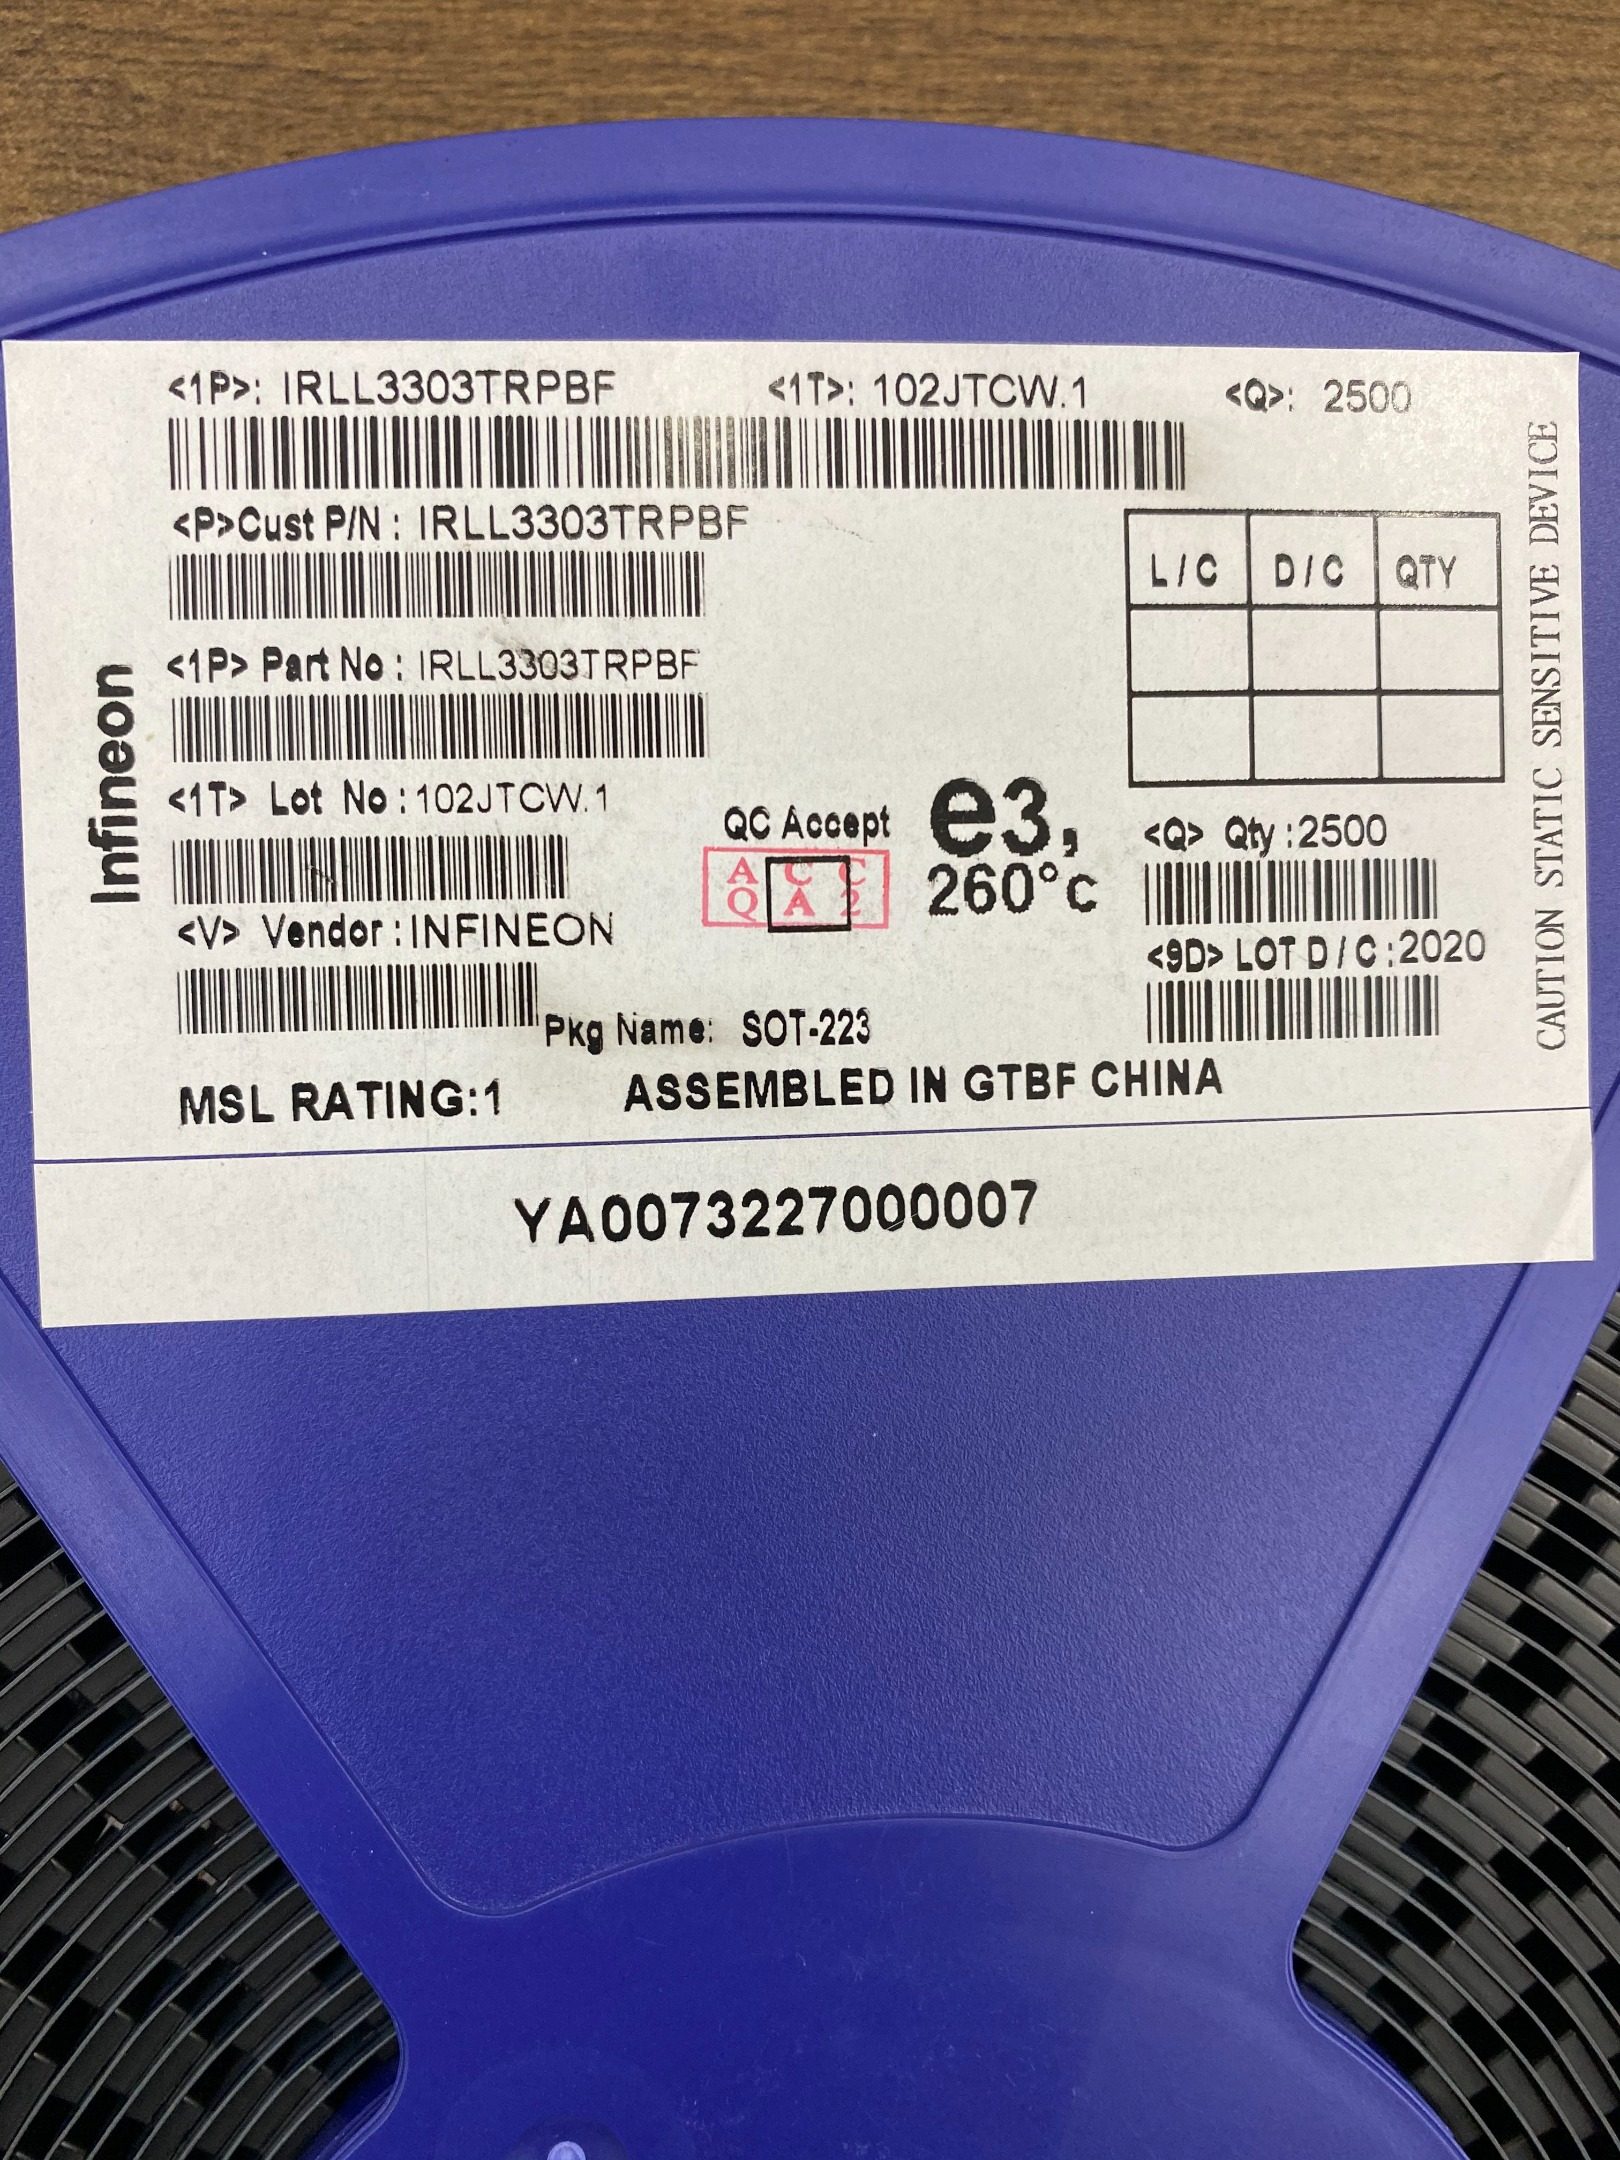 <1P>: IRLL3303TRPBF <1T>: 102JTCW.1 <Q>: 2500
<P>Cust P/N : IRLL3303TRPBF
<1P> Part No : IRLL3303TRPBF
<1T> Lot No :102JTCW.1
<V> Vendor :INFINEON
Infineon
L / C D / C QTY
QC Accept
A C C
Q A 2
e3,
260°c
<Q> Qty :2500
<9D> LOT D / C :2020
Pkg Name: SOT-223
MSL RATING:1 ASSEMBLED IN GTBF CHINA
CAUTION STATIC SENSITIVE DEVICE
YA0073227000007